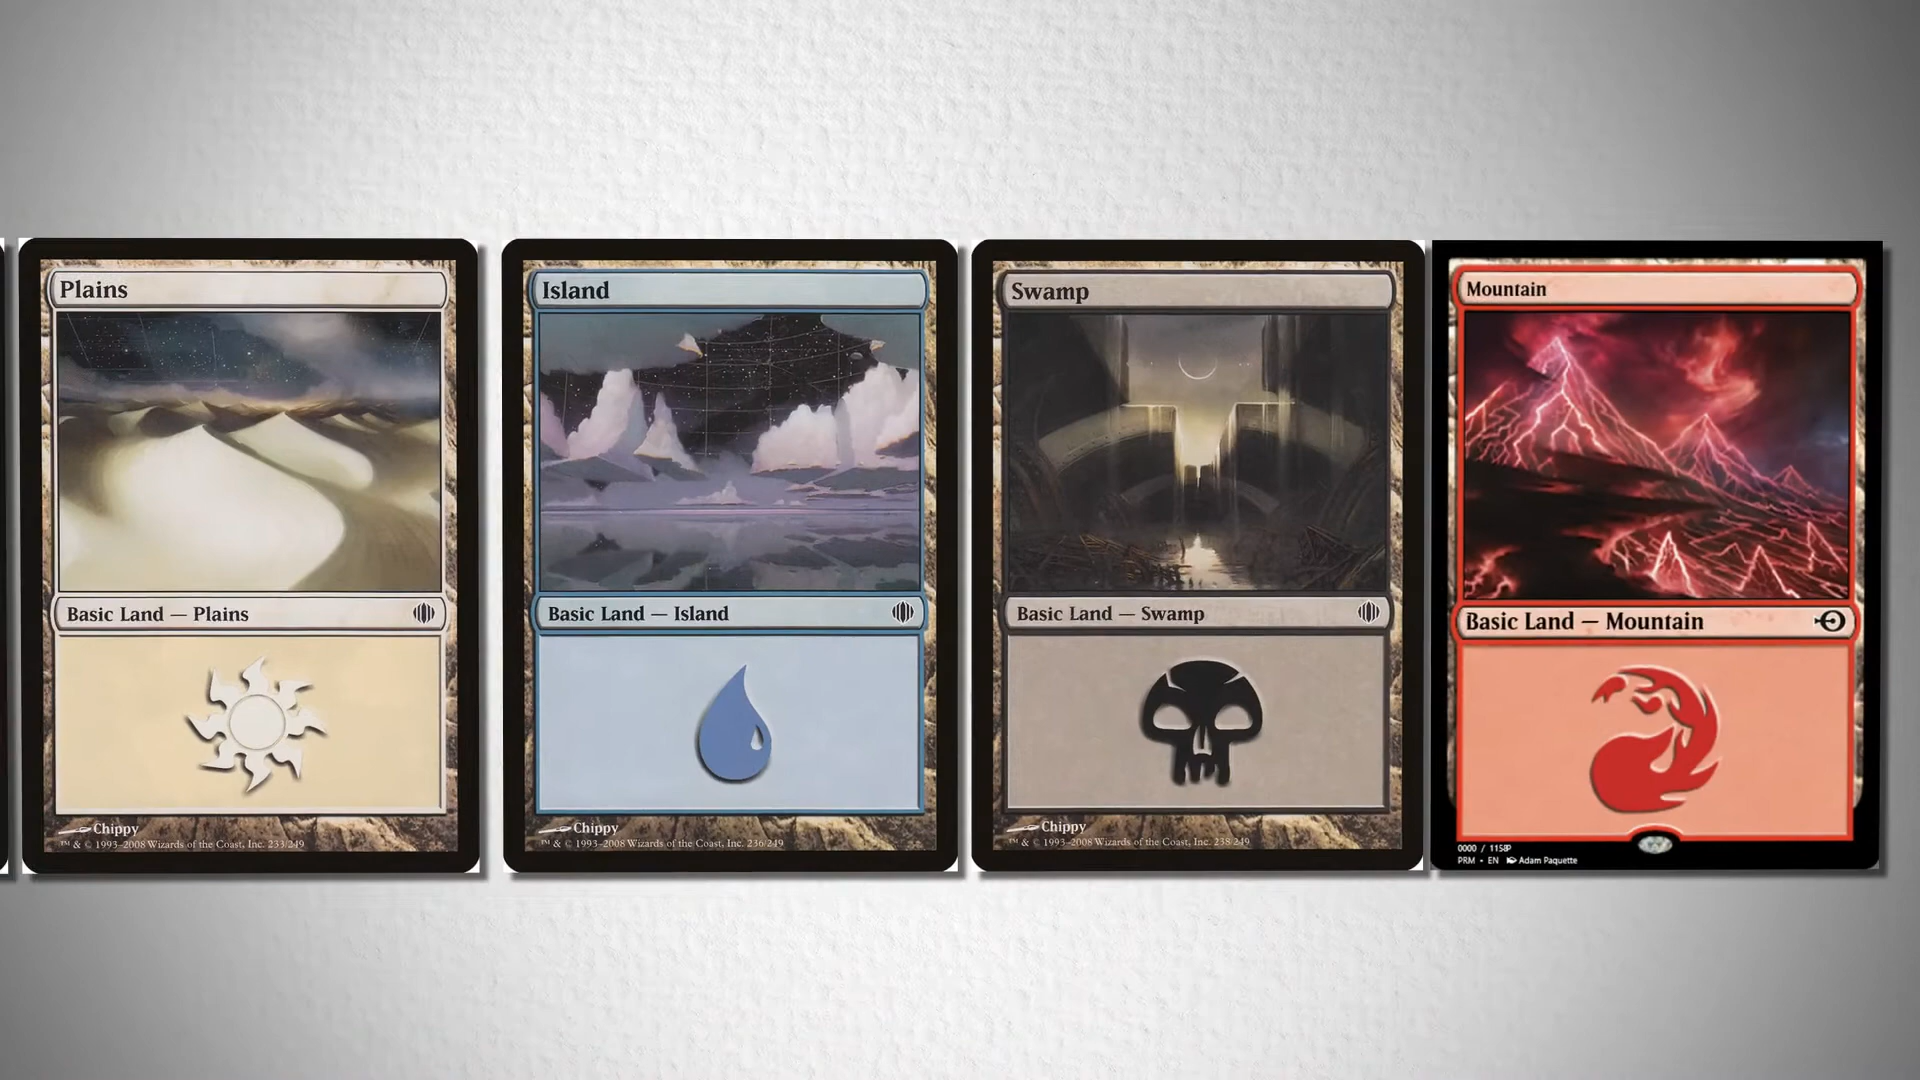 Plains
Basic Land — Plains
Chippy
™ & © 1993–2008 Wizards of the Coast, Inc. 233/249
Island
Basic Land — Island
Chippy
™ & © 1993–2008 Wizards of the Coast, Inc. 236/249
Swamp
Basic Land — Swamp
Chippy
™ & © 1993–2008 Wizards of the Coast, Inc. 238/249
Mountain
Basic Land — Mountain
0000 / 1158P
PRM • EN Adam Paquette